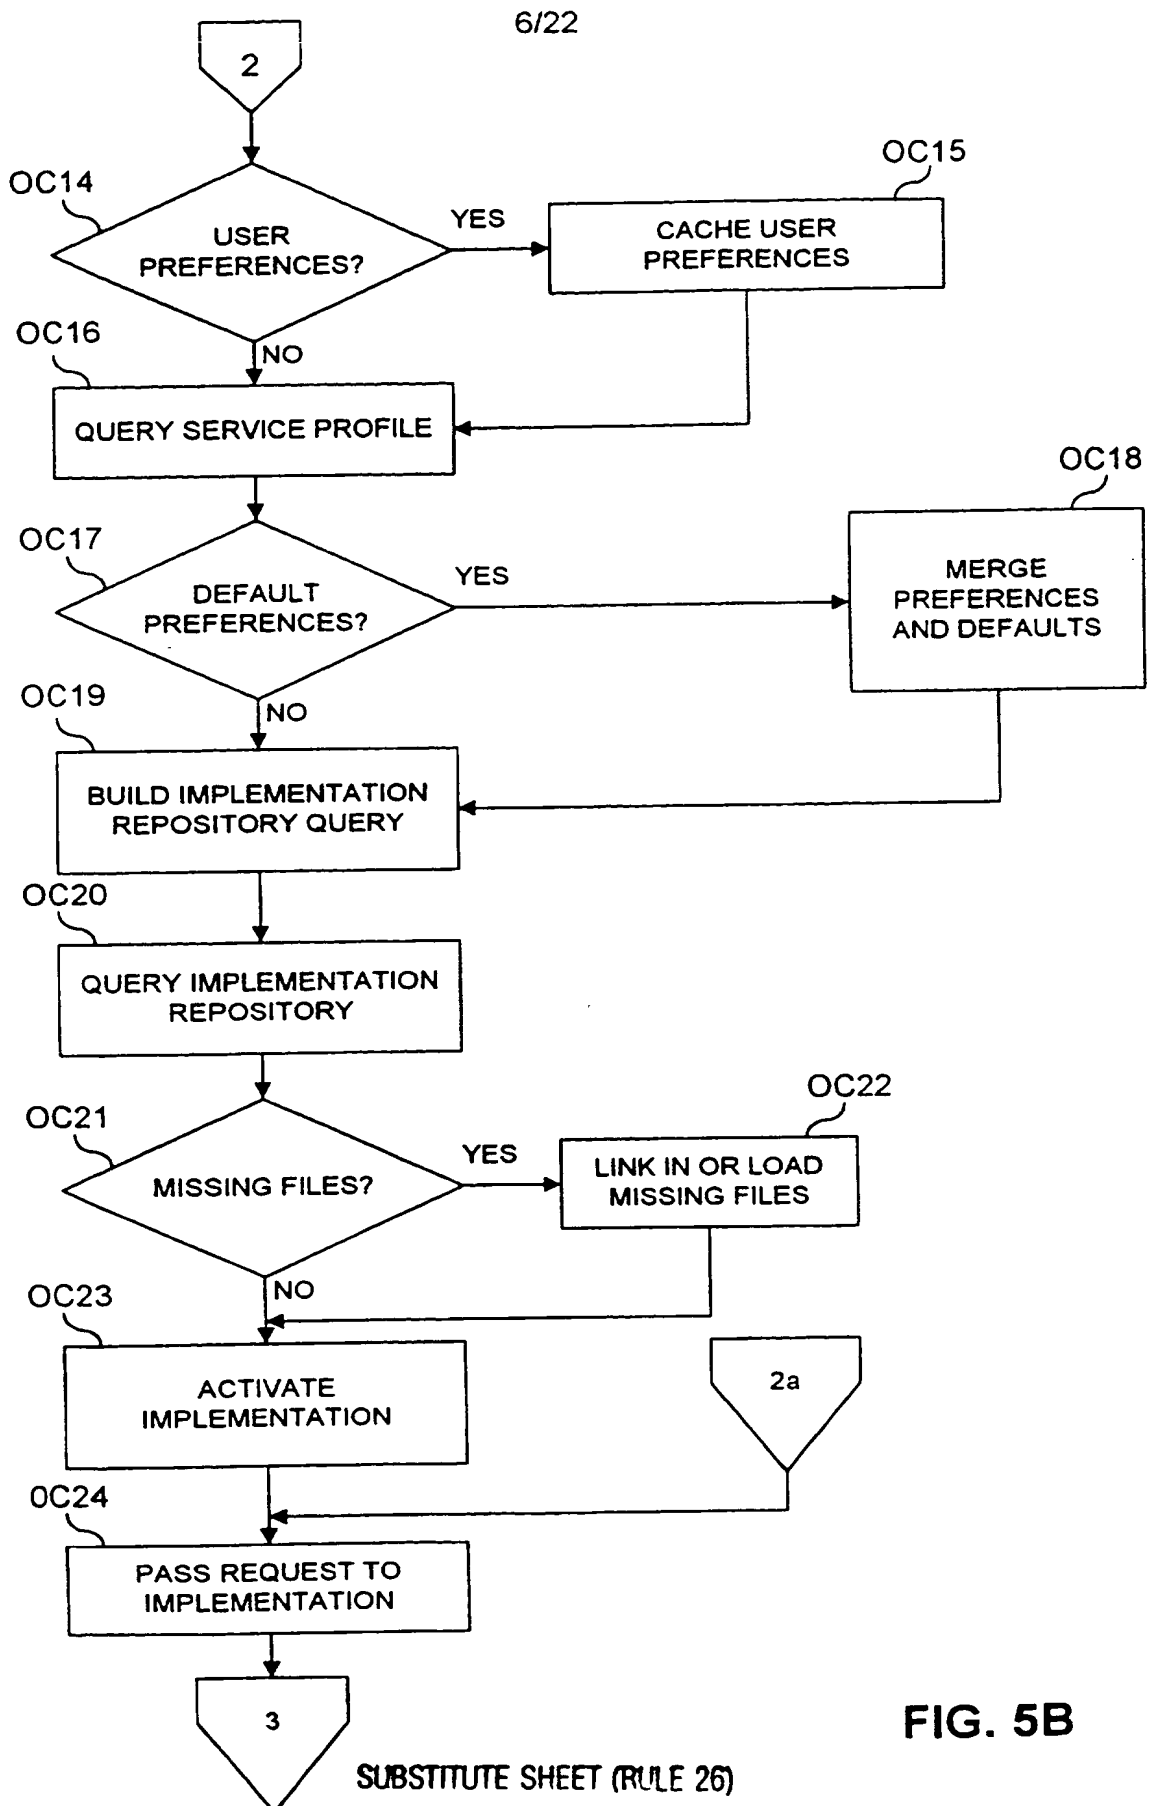 6/22
2
OC14
USER
PREFERENCES?
YES
OC15
CACHE USER
PREFERENCES
NO
OC16
QUERY SERVICE PROFILE
OC17
DEFAULT
PREFERENCES?
YES
OC18
MERGE
PREFERENCES
AND DEFAULTS
NO
OC19
BUILD IMPLEMENTATION
REPOSITORY QUERY
OC20
QUERY IMPLEMENTATION
REPOSITORY
OC21
MISSING FILES?
YES
OC22
LINK IN OR LOAD
MISSING FILES
NO
OC23
ACTIVATE
IMPLEMENTATION
2a
0C24
PASS REQUEST TO
IMPLEMENTATION
3
FIG. 5B
SUBSTITUTE SHEET (RULE 26)